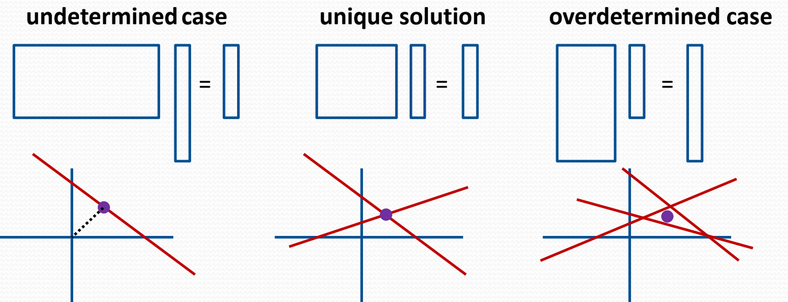 undetermined case
unique solution
overdetermined case
=
=
=